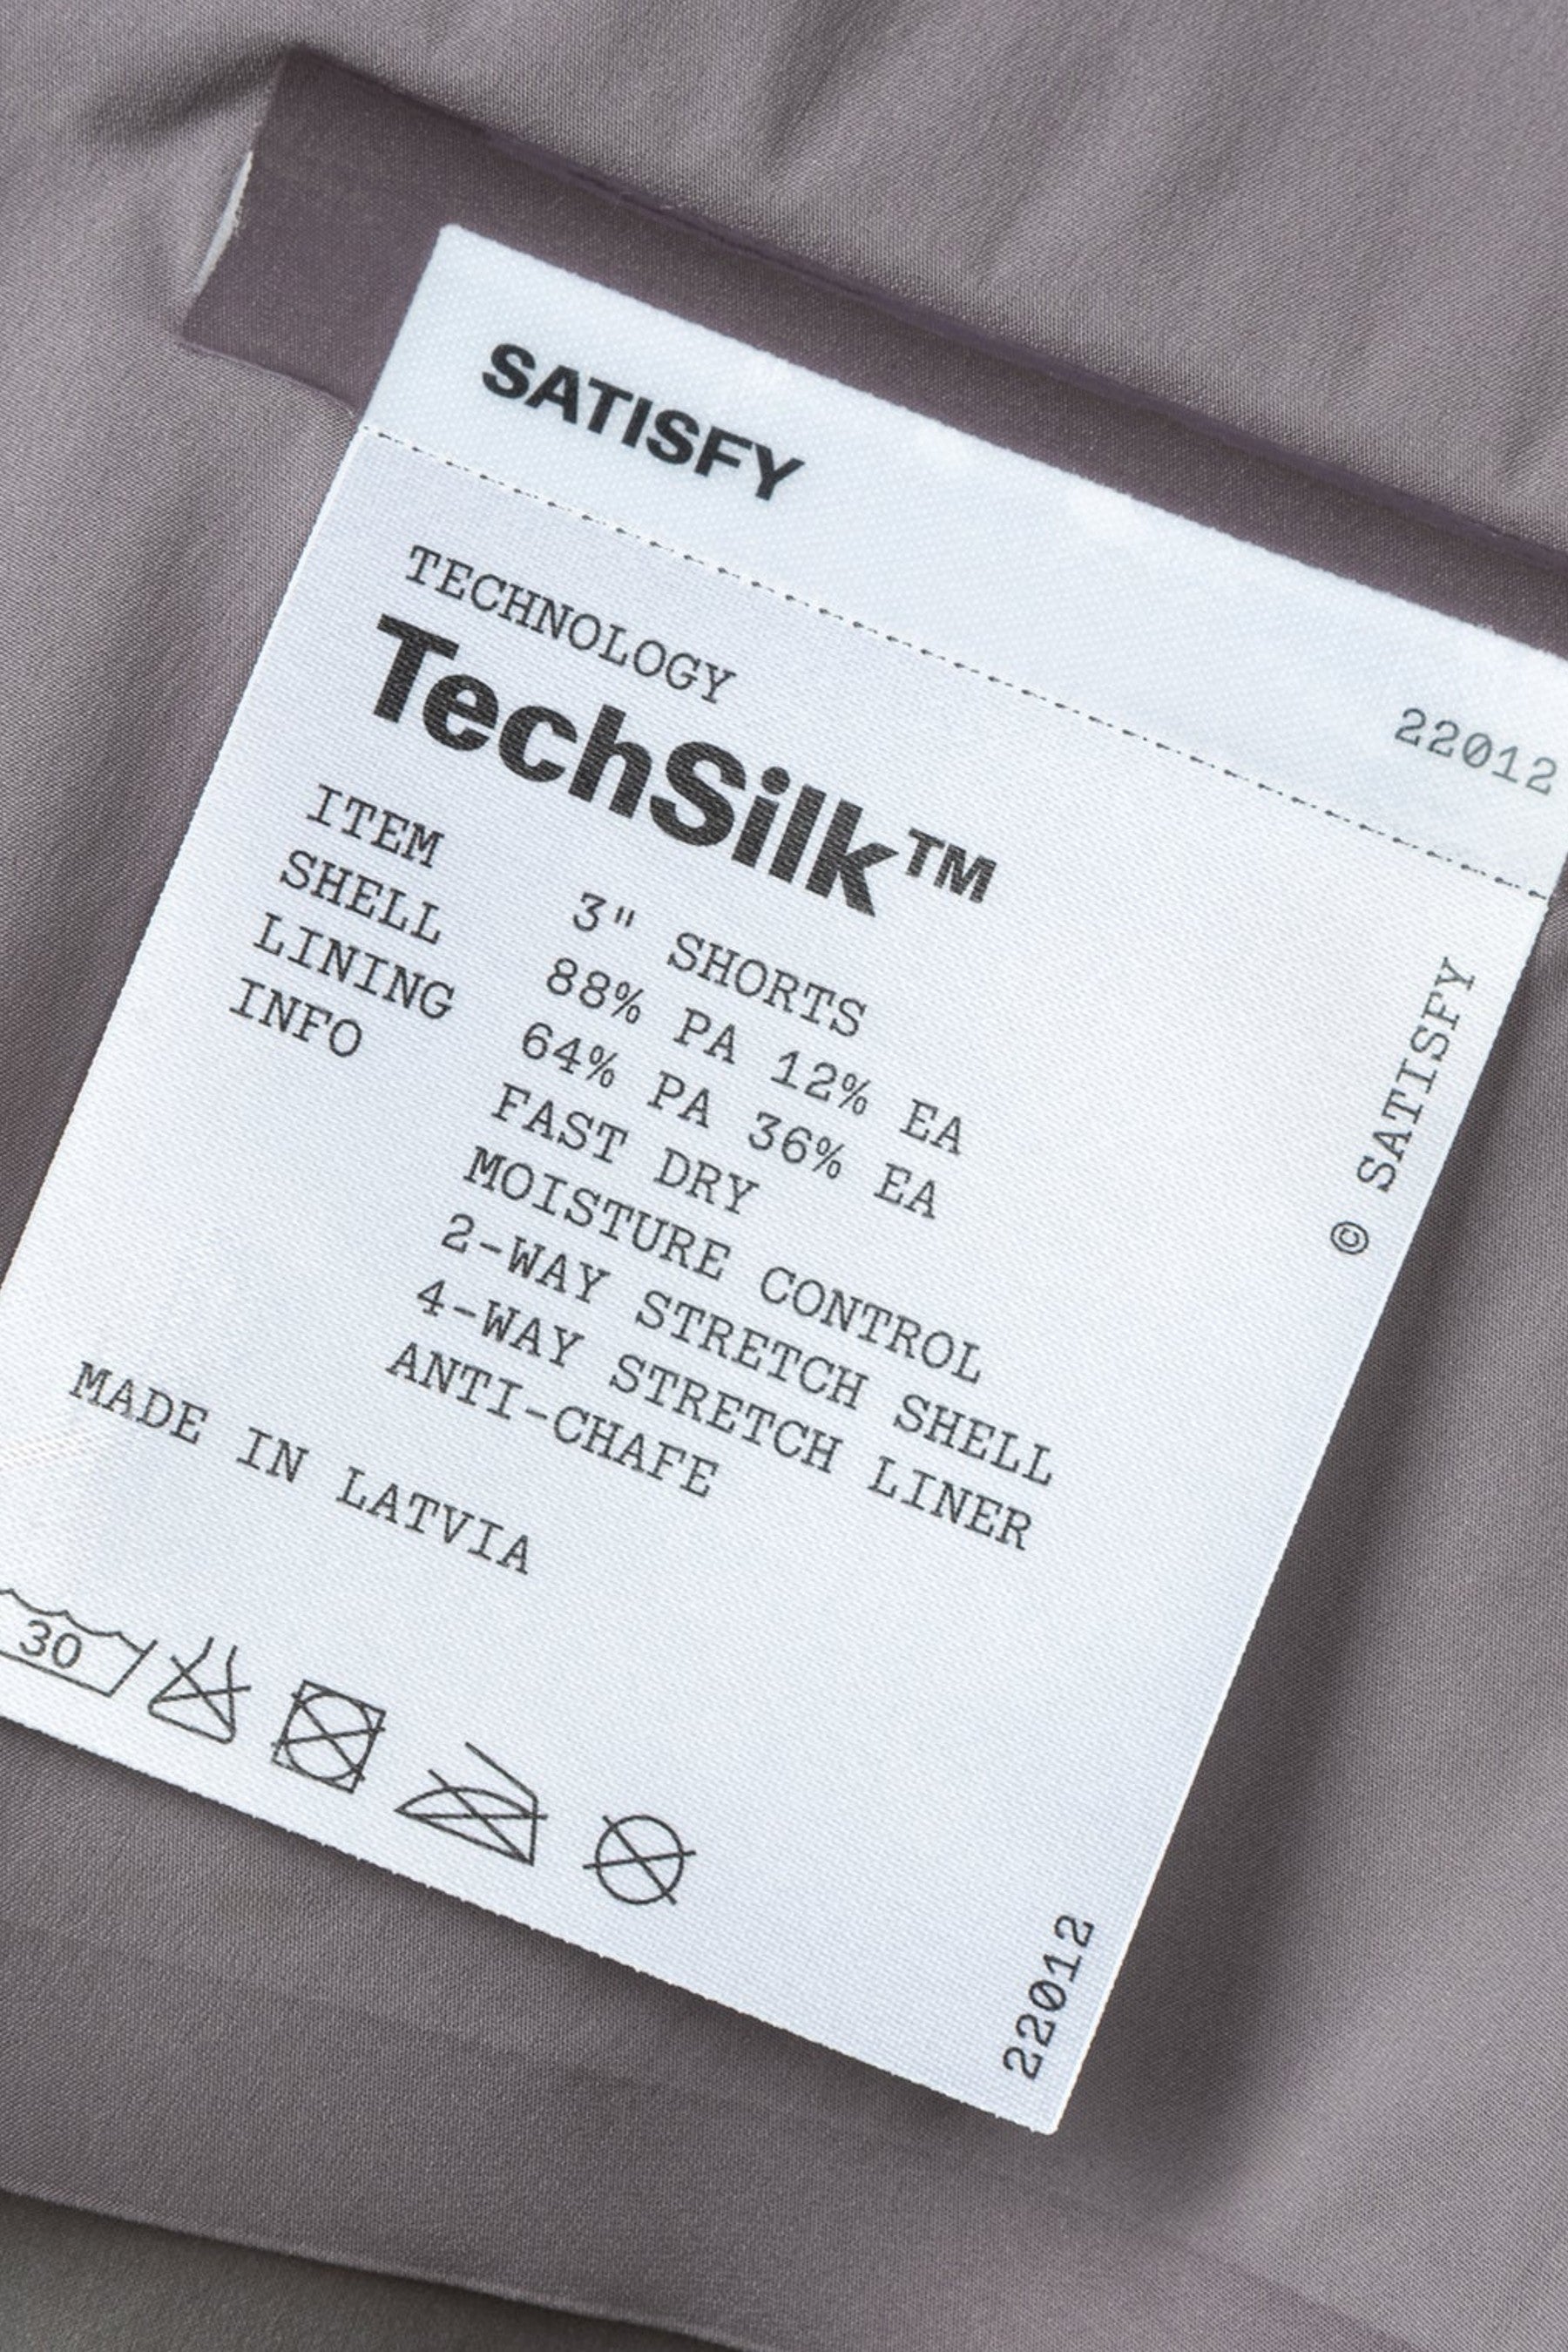 SATISFY
22012
TECHNOLOGY
TechSilk™
ITEM 3" SHORTS
SHELL 88% PA 12% EA
LINING 64% PA 36% EA
INFO FAST DRY
MOISTURE CONTROL
2-WAY STRETCH SHELL
4-WAY STRETCH LINER
ANTI-CHAFE
MADE IN LATVIA
30
© SATISFY
22012